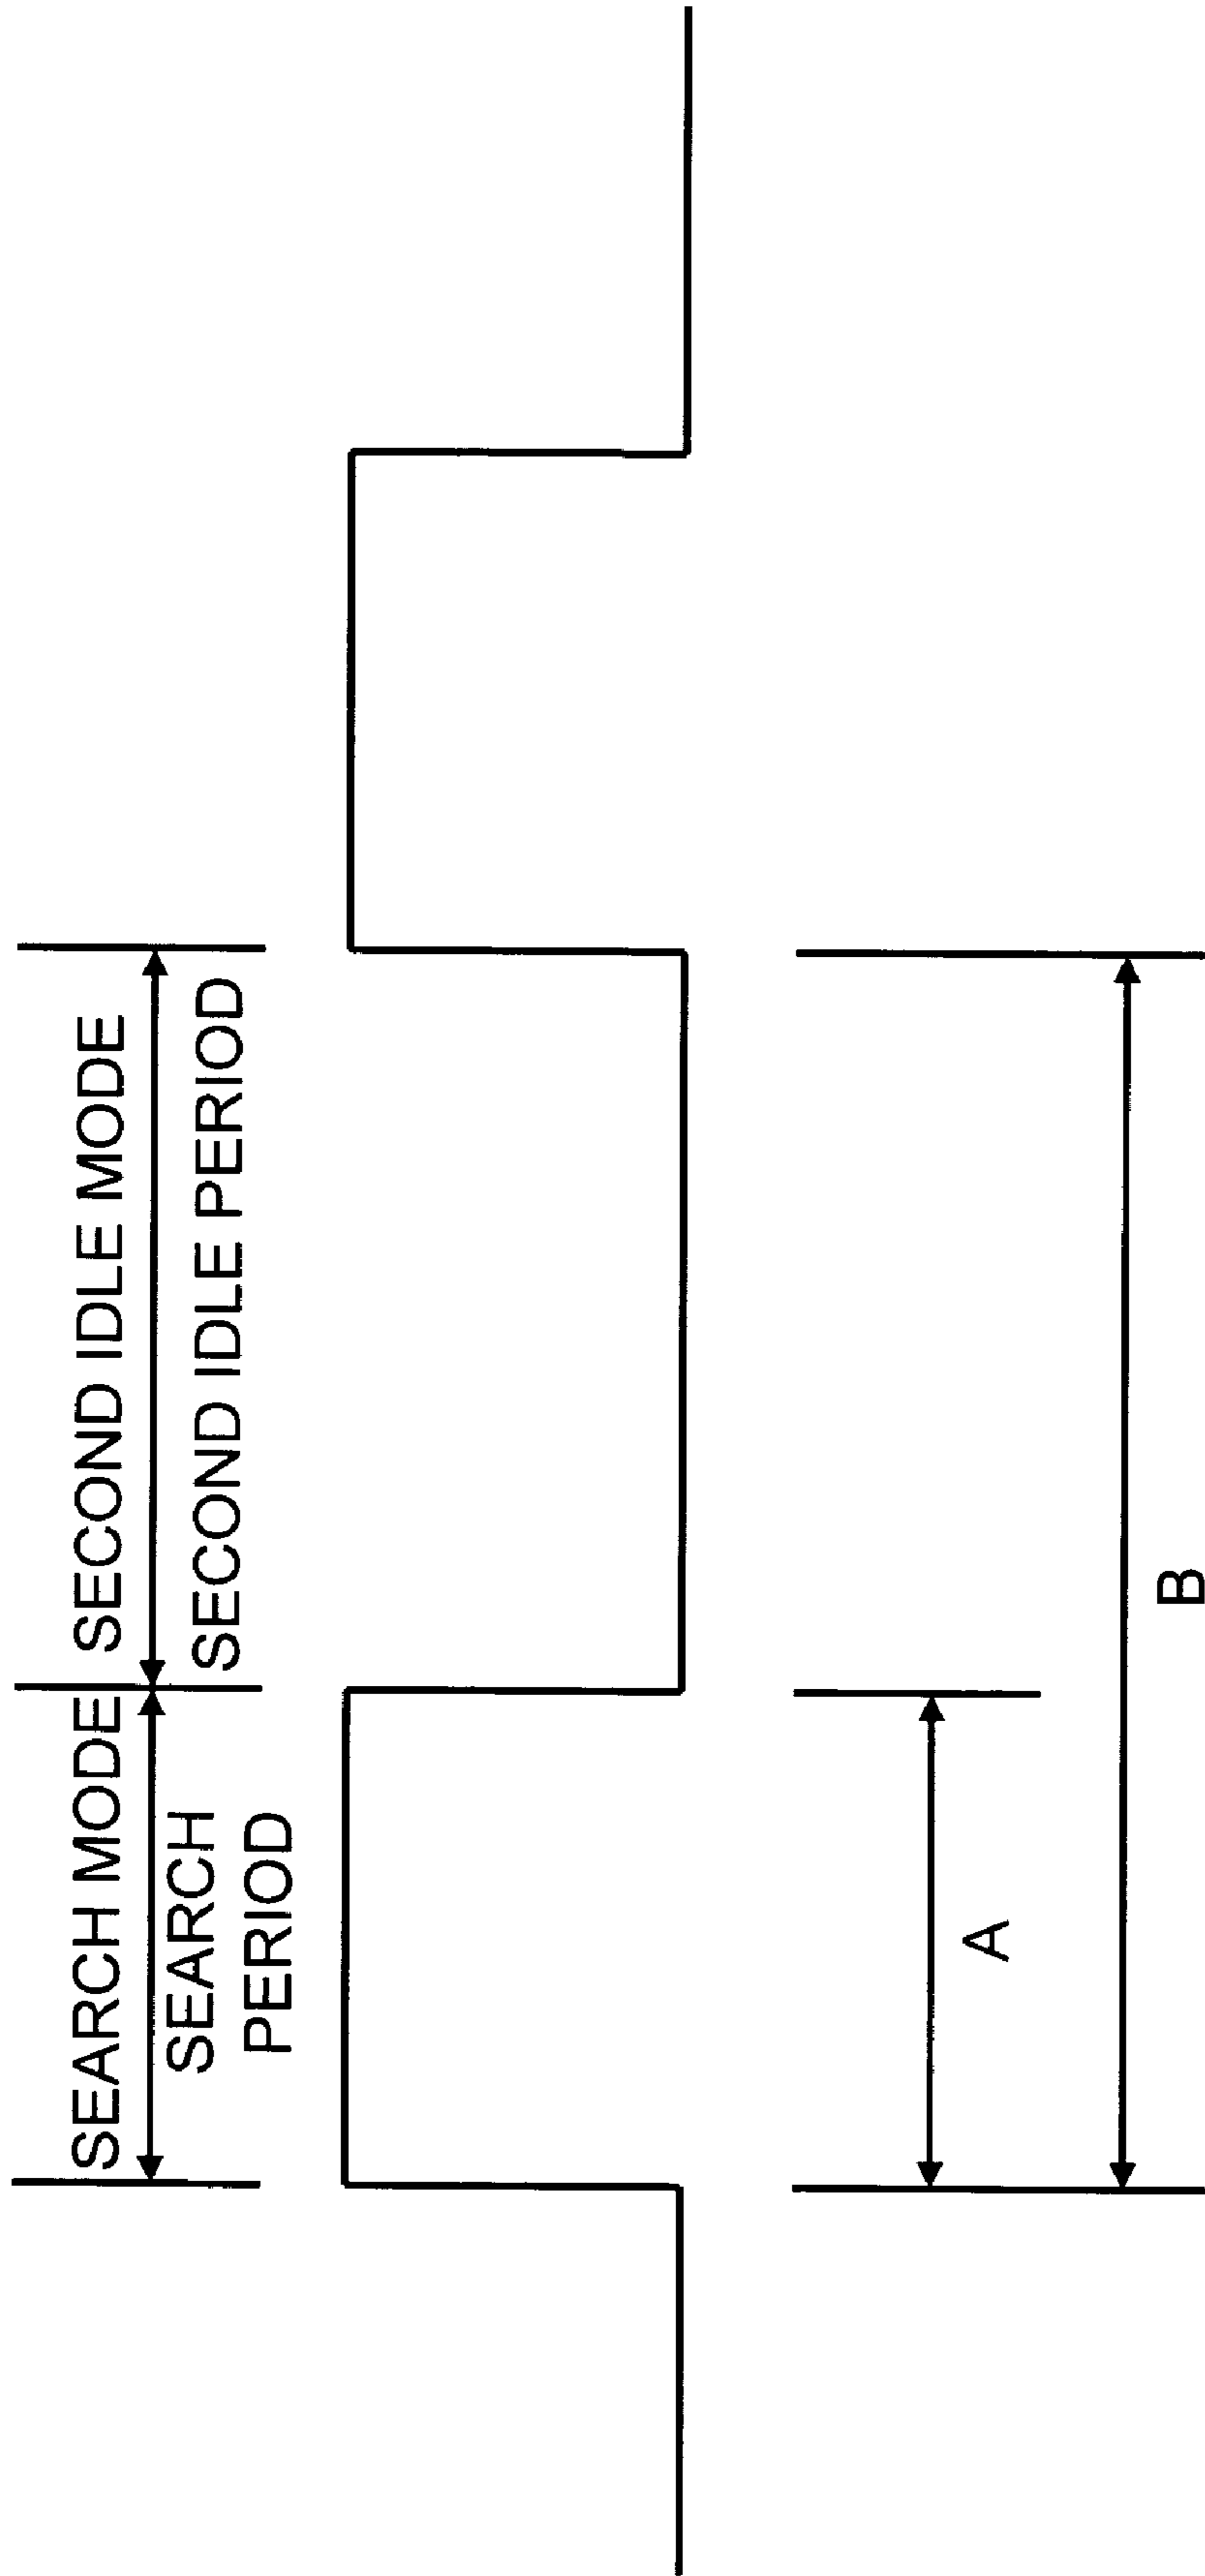 SEARCH MODE
SECOND IDLE MODE
SEARCH
PERIOD
SECOND IDLE PERIOD
A
B